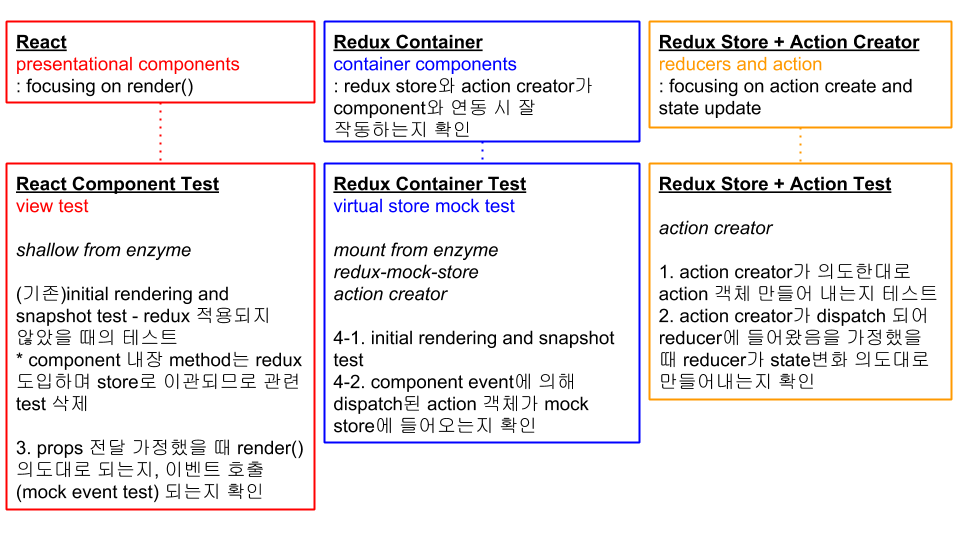 React
presentational components
: focusing on render()
Redux Container
container components
: redux store와 action creator가
component와 연동 시 잘
작동하는지 확인
Redux Store + Action Creator
reducers and action
: focusing on action create and
state update
React Component Test
view test
shallow from enzyme
(기존)initial rendering and
snapshot test - redux 적용되지
않았을 때의 테스트
* component 내장 method는 redux
도입하며 store로 이관되므로 관련
test 삭제
3. props 전달 가정했을 때 render()
의도대로 되는지, 이벤트 호출
(mock event test) 되는지 확인
Redux Container Test
virtual store mock test
mount from enzyme
redux-mock-store
action creator
4-1. initial rendering and snapshot
test
4-2. component event에 의해
dispatch된 action 객체가 mock
store에 들어오는지 확인
Redux Store + Action Test
action creator
1. action creator가 의도한대로
action 객체 만들어 내는지 테스트
2. action creator가 dispatch 되어
reducer에 들어왔음을 가정했을
때 reducer가 state변화 의도대로
만들어내는지 확인